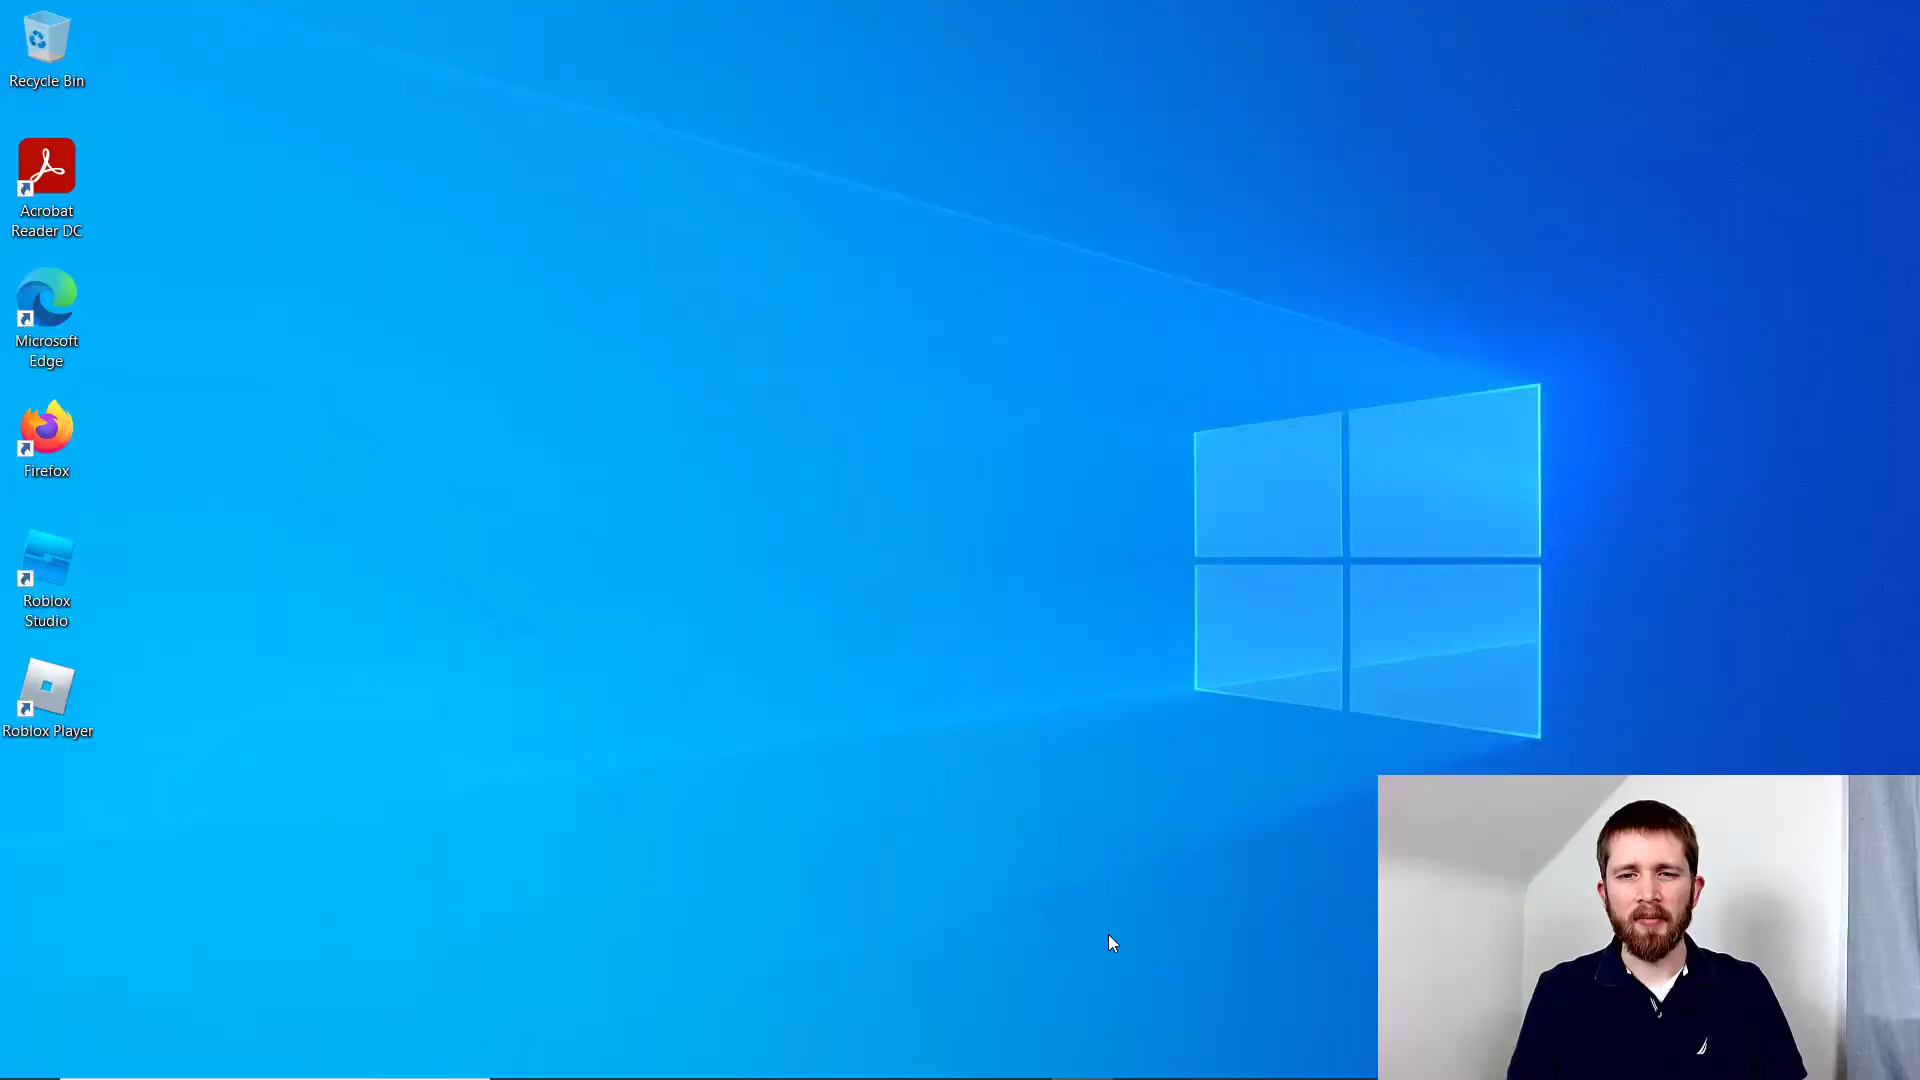 Recycle Bin
Acrobat
Reader DC
Microsoft
Edge
Firefox
Roblox
Studio
Roblox Player